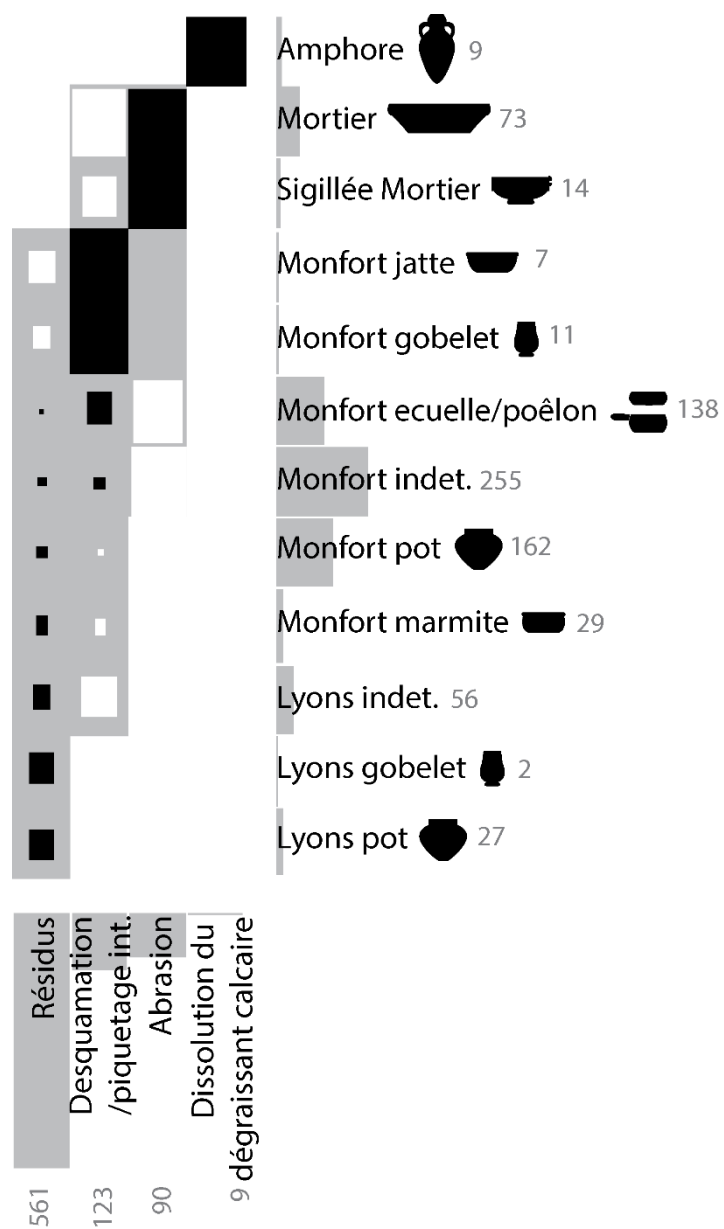 Amphore 9
Mortier 73
Sigillée Mortier 14
Monfort jatte 7
Monfort gobelet 11
Monfort ecuelle/poêlon 138
Monfort indet. 255
Monfort pot 162
Monfort marmite 29
Lyons indet. 56
Lyons gobelet 2
Lyons pot 27
Résidus
Desquamation
/piquetage int.
Abrasion
Dissolution du
dégraissant calcaire
561
123
90
9